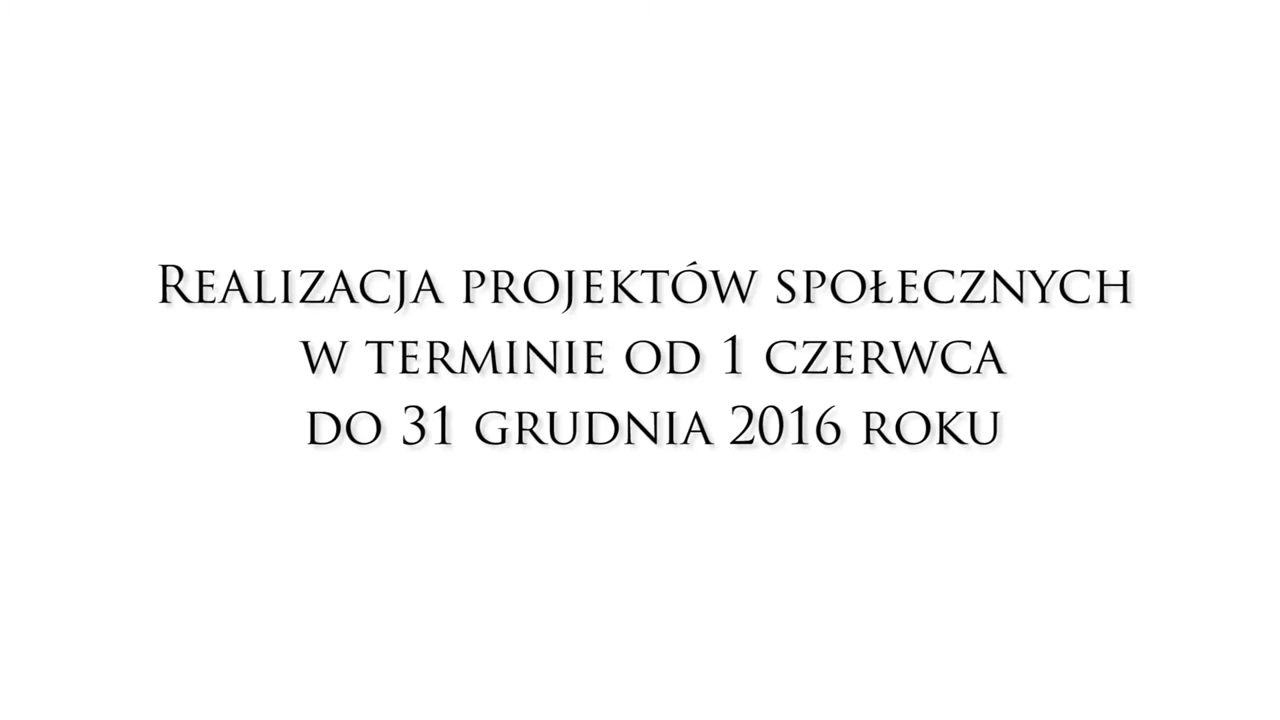 Realizacja projektów społecznych
w terminie od 1 czerwca
do 31 grudnia 2016 roku